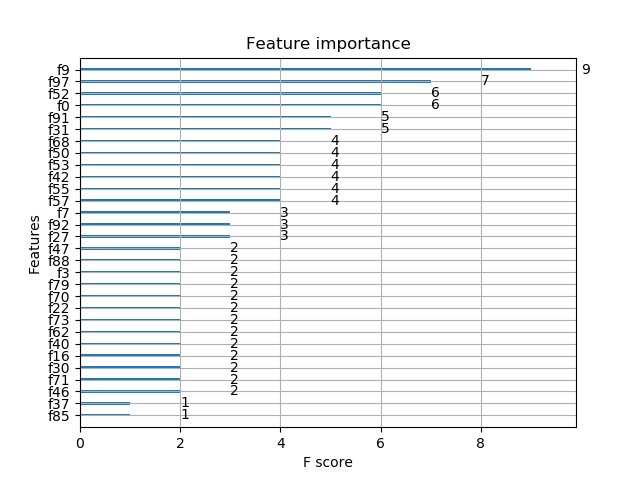 Feature importance
f9 9
f97 7
f52 6
f0 6
f91 5
f31 5
f68 4
f50 4
f53 4
f42 4
f55 4
f57 4
f7 3
f92 3
f27 3
f47 2
f88 2
f3 2
f79 2
f70 2
f22 2
f73 2
f62 2
f40 2
f16 2
f30 2
f71 2
f46 2
f37 1
f85 1
Features
0 2 4 6 8
F score